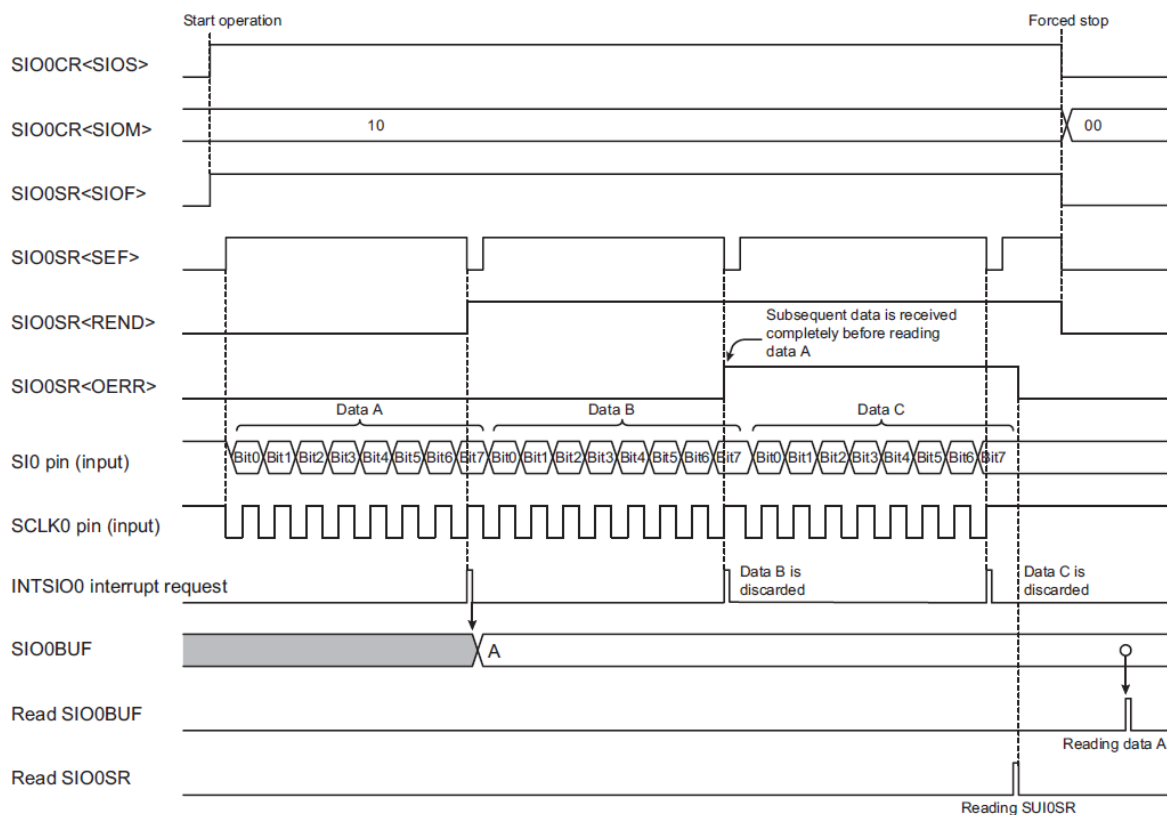 Start operation
Forced stop
SIO0CR<SIOS>
SIO0CR<SIOM>
10
00
SIO0SR<SIOF>
SIO0SR<SEF>
SIO0SR<REND>
Subsequent data is received
completely before reading
data A
SIO0SR<OERR>
Data A
Data B
Data C
SI0 pin (input)
Bit0 Bit1 Bit2 Bit3 Bit4 Bit5 Bit6 Bit7 Bit0 Bit1 Bit2 Bit3 Bit4 Bit5 Bit6 Bit7 Bit0 Bit1 Bit2 Bit3 Bit4 Bit5 Bit6 Bit7
SCLK0 pin (input)
INTSIO0 interrupt request
Data B is
discarded
Data C is
discarded
SIO0BUF
A
Read SIO0BUF
Reading data A
Read SIO0SR
Reading SUI0SR